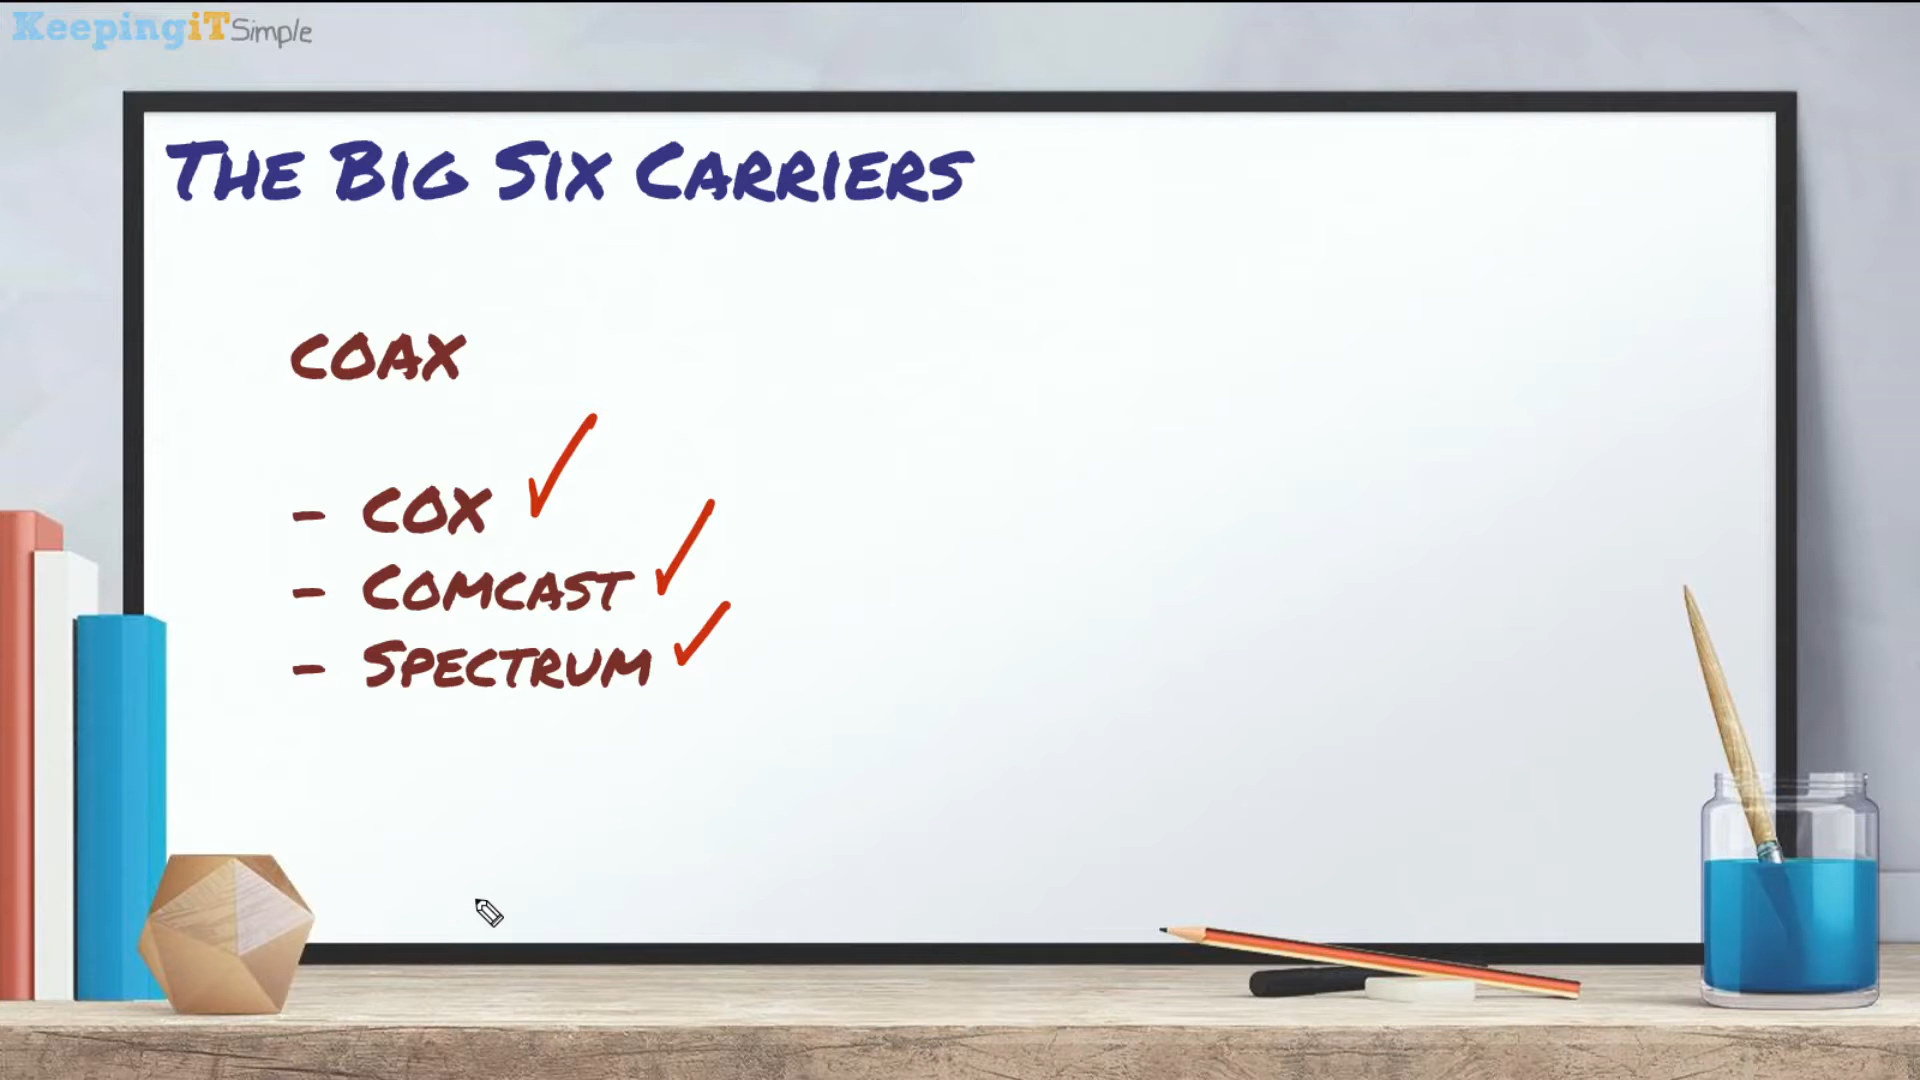 KeepingiTSimple
The Big Six Carriers
COAX
- COX
- Comcast
- Spectrum